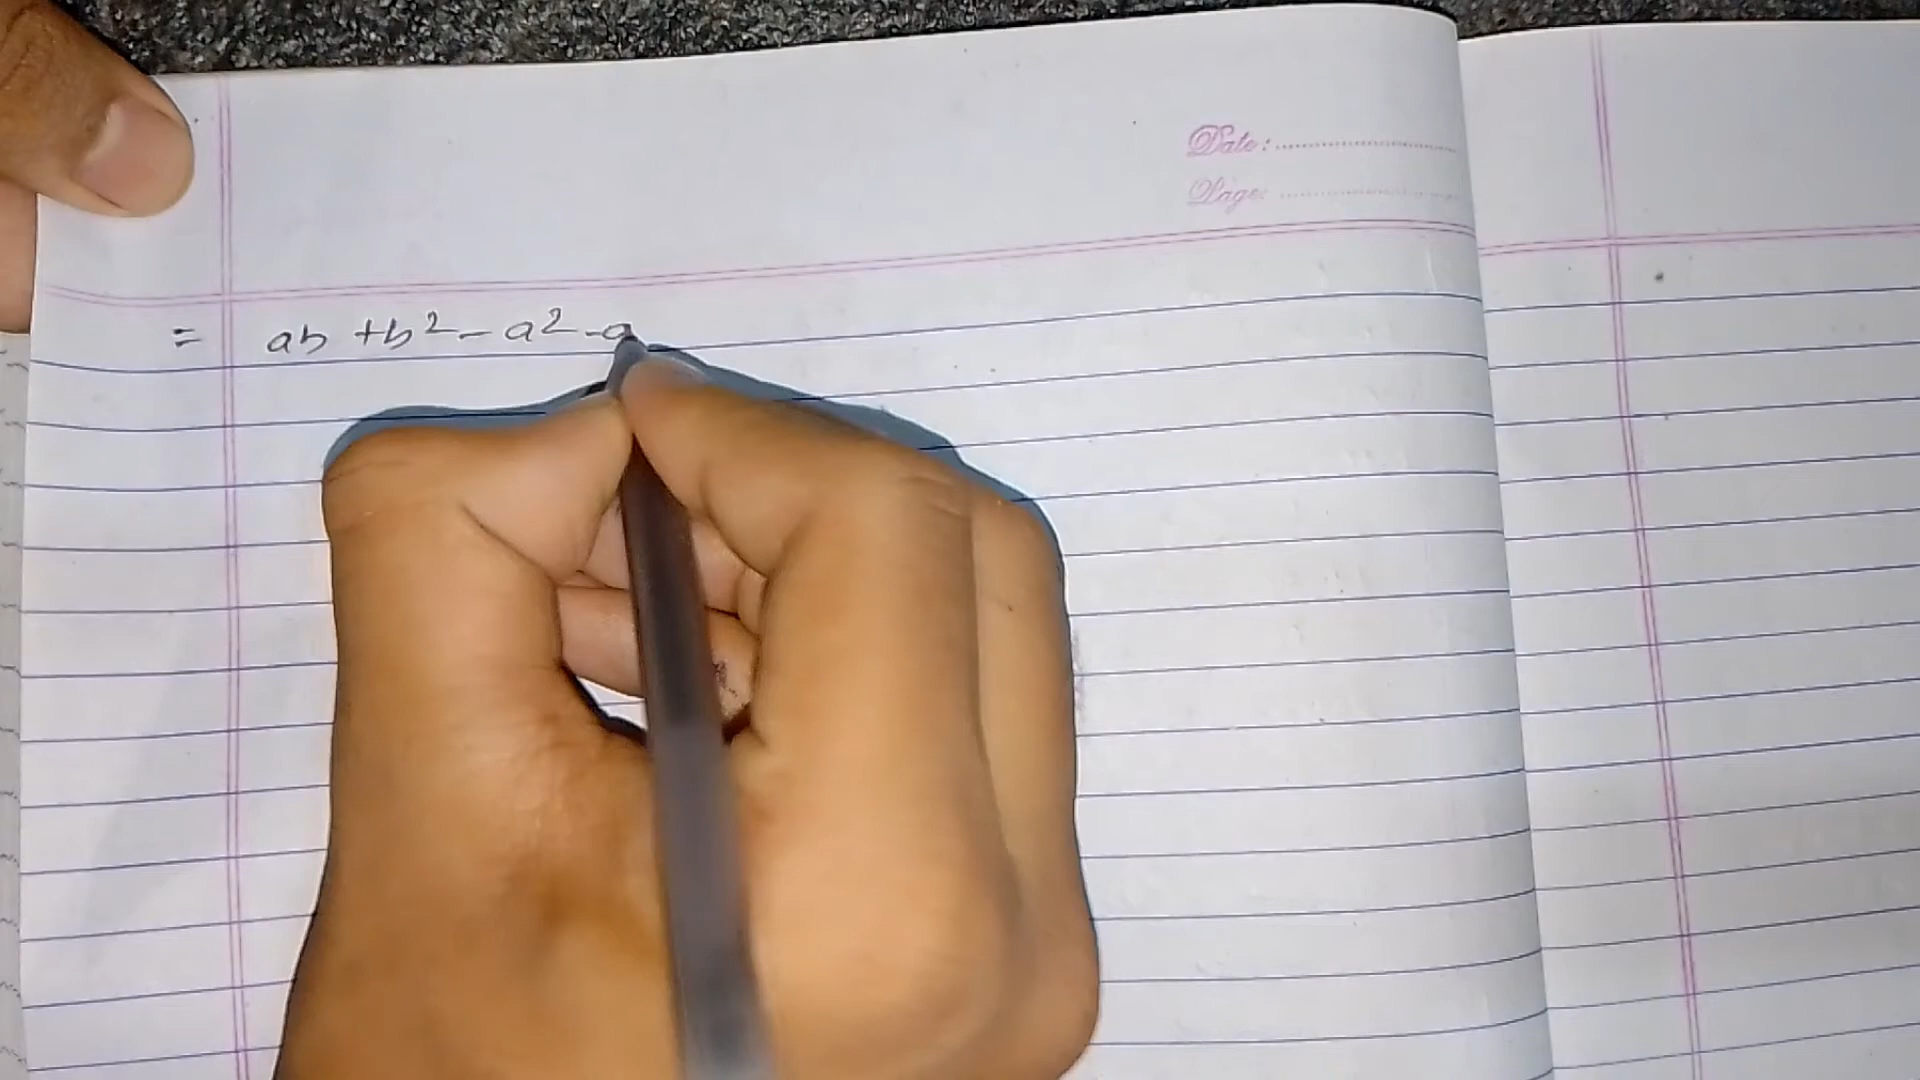 Date:
Page:
= ab + b² - a² - a